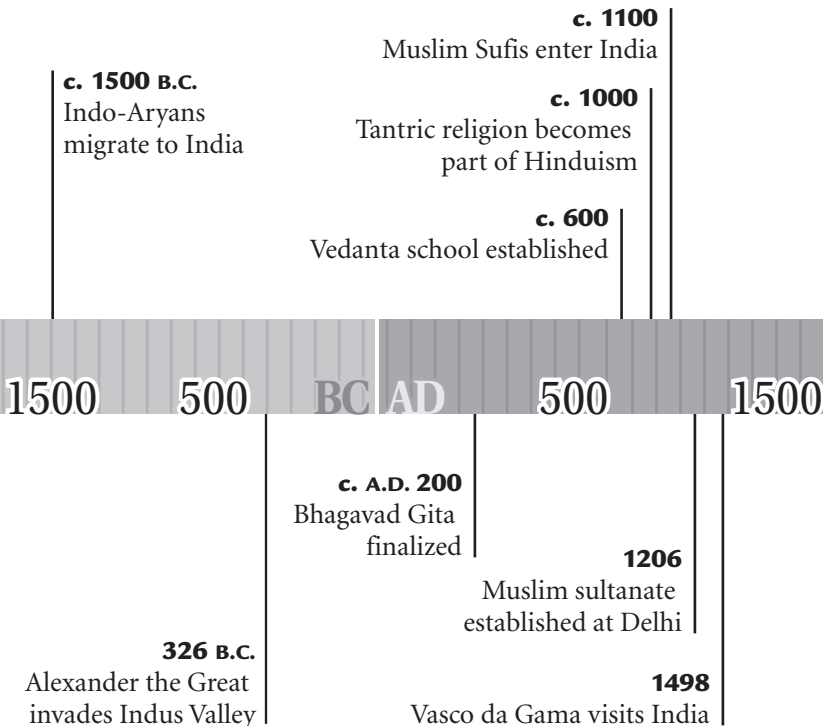 c. 1100
Muslim Sufis enter India
c. 1500 B.C.
Indo-Aryans
migrate to India
c. 1000
Tantric religion becomes
part of Hinduism
c. 600
Vedanta school established
1500 500 BC AD 500 1500
c. A.D. 200
Bhagavad Gita
finalized
1206
Muslim sultanate
established at Delhi
326 B.C.
Alexander the Great
invades Indus Valley
1498
Vasco da Gama visits India